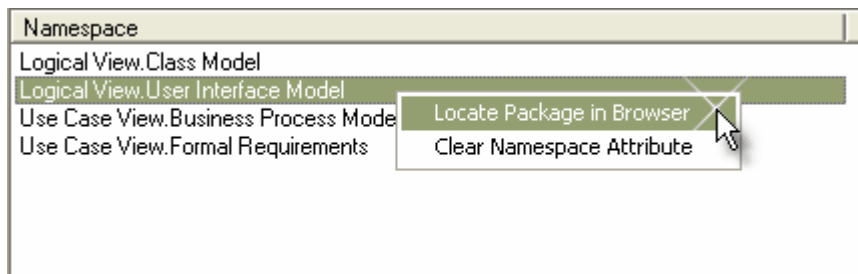 Namespace
Logical View.Class Model
Logical View.User Interface Model
Locate Package in Browser
Use Case View.Business Process Mode
Clear Namespace Attribute
Use Case View.Formal Requirements